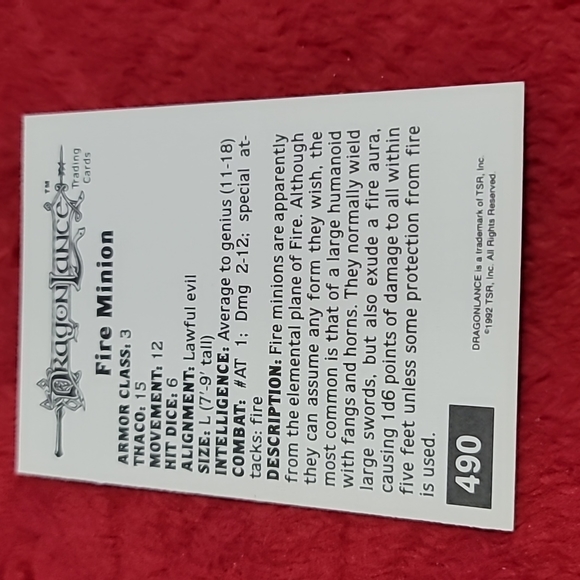 DRAGONLANCE™
Trading
Cards
Fire Minion
ARMOR CLASS: 3
THAC0: 15
MOVEMENT: 12
HIT DICE: 6
ALIGNMENT: Lawful evil
SIZE: L (7'-9' tall)
INTELLIGENCE: Average to genius (11-18)
COMBAT: #AT 1; Dmg 2-12; special at-
tacks: fire
DESCRIPTION: Fire minions are apparently
from the elemental plane of Fire. Although
they can assume any form they wish, the
most common is that of a large humanoid
with fangs and horns. They normally wield
large swords, but also exude a fire aura,
causing 1d6 points of damage to all within
five feet unless some protection from fire
is used.
490
DRAGONLANCE is a trademark of TSR, Inc.
©1992 TSR, Inc. All Rights Reserved.